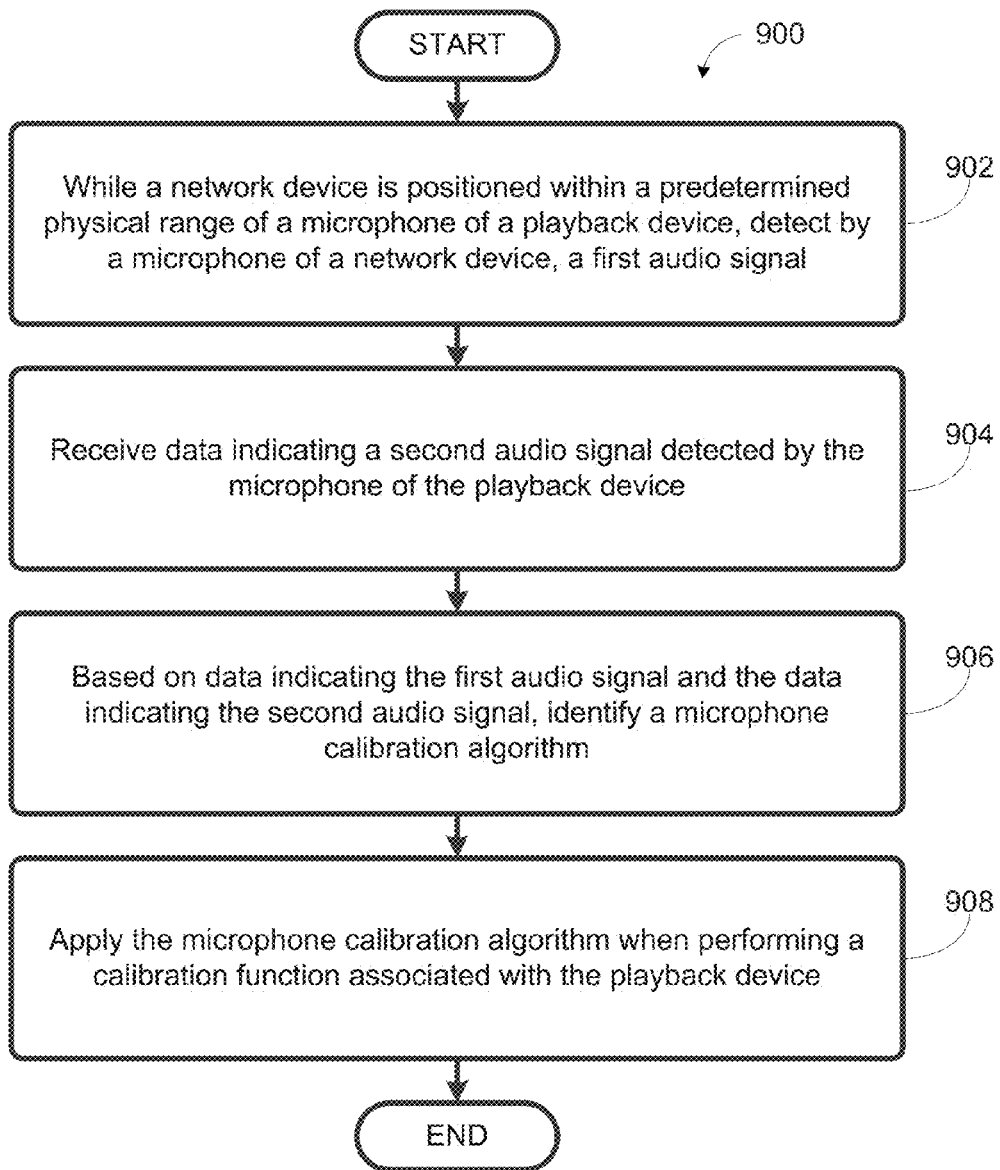 START
900
While a network device is positioned within a predetermined
physical range of a microphone of a playback device, detect by
a microphone of a network device, a first audio signal
902
Receive data indicating a second audio signal detected by the
microphone of the playback device
904
Based on data indicating the first audio signal and the data
indicating the second audio signal, identify a microphone
calibration algorithm
906
Apply the microphone calibration algorithm when performing a
calibration function associated with the playback device
908
END